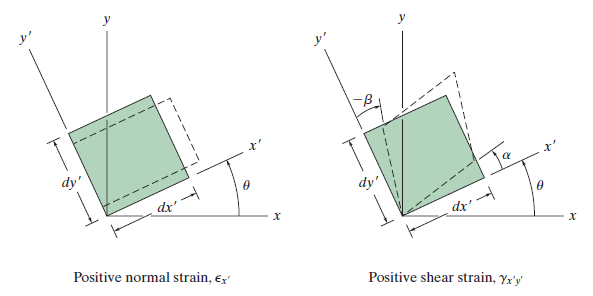 y
y'
x'
dy'
θ
dx'
x
Positive normal strain, ϵx'
y
y'
−β
α
x'
dy'
θ
dx'
x
Positive shear strain, γx'y'